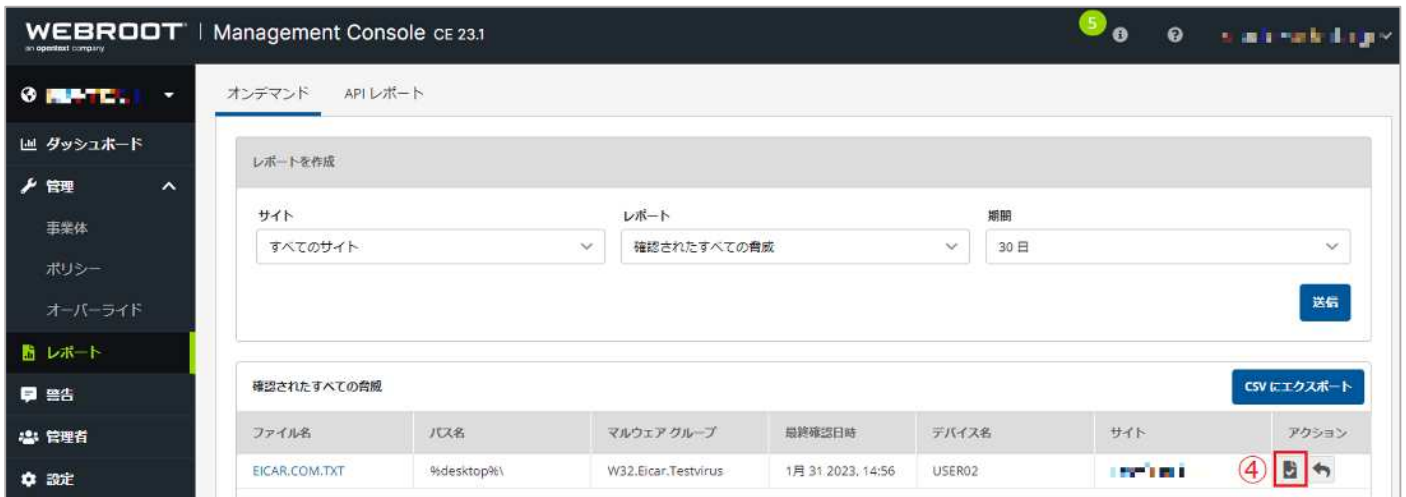 WEBROOT | Management Console CE 23.1
an opentext company
5
オンデマンド APIレポート
ダッシュボード
管理
事業体
ポリシー
オーバーライド
レポート
警告
管理者
設定
レポートを作成
サイト レポート 期間
すべてのサイト 確認されたすべての脅威 30 日
送信
確認されたすべての脅威 CSV にエクスポート
ファイル名 パス名 マルウェア グループ 最終確認日時 デバイス名 サイト アクション
EICAR.COM.TXT %desktop%\ W32.Eicar.Testvirus 1月 31 2023, 14:56 USER02 ④